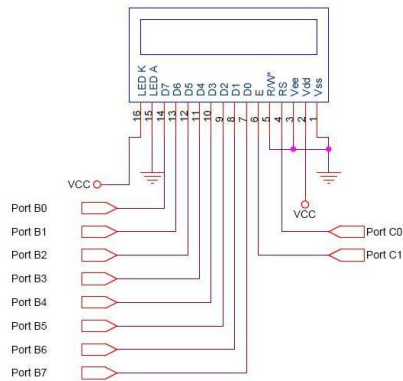 LED K
LED A
D7
D6
D5
D4
D3
D2
D1
D0
E
R/W*
RS
Vee
Vdd
Vss
16
15
14
13
12
11
10
9
8
7
6
5
4
3
2
1
VCC
VCC
Port B0
Port B1
Port B2
Port B3
Port B4
Port B5
Port B6
Port B7
Port C0
Port C1